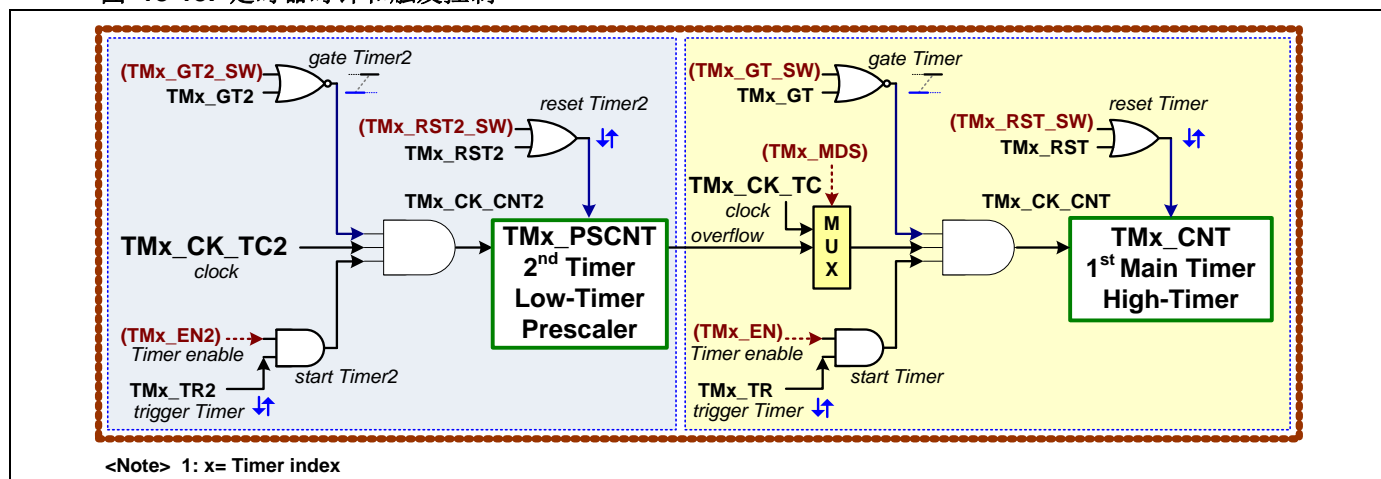 gate Timer2
(TMx_GT2_SW)
TMx_GT2
reset Timer2
(TMx_RST2_SW)
TMx_RST2
TMx_CK_CNT2
TMx_CK_TC2
clock
TMx_PSCNT
2nd Timer
Low-Timer
Prescaler
(TMx_EN2)
Timer enable
start Timer2
TMx_TR2
trigger Timer
gate Timer
(TMx_GT_SW)
TMx_GT
reset Timer
(TMx_RST_SW)
TMx_RST
(TMx_MDS)
TMx_CK_TC
clock
overflow
M
U
X
TMx_CK_CNT
TMx_CNT
1st Main Timer
High-Timer
(TMx_EN)
Timer enable
start Timer
TMx_TR
trigger Timer
<Note> 1: x= Timer index